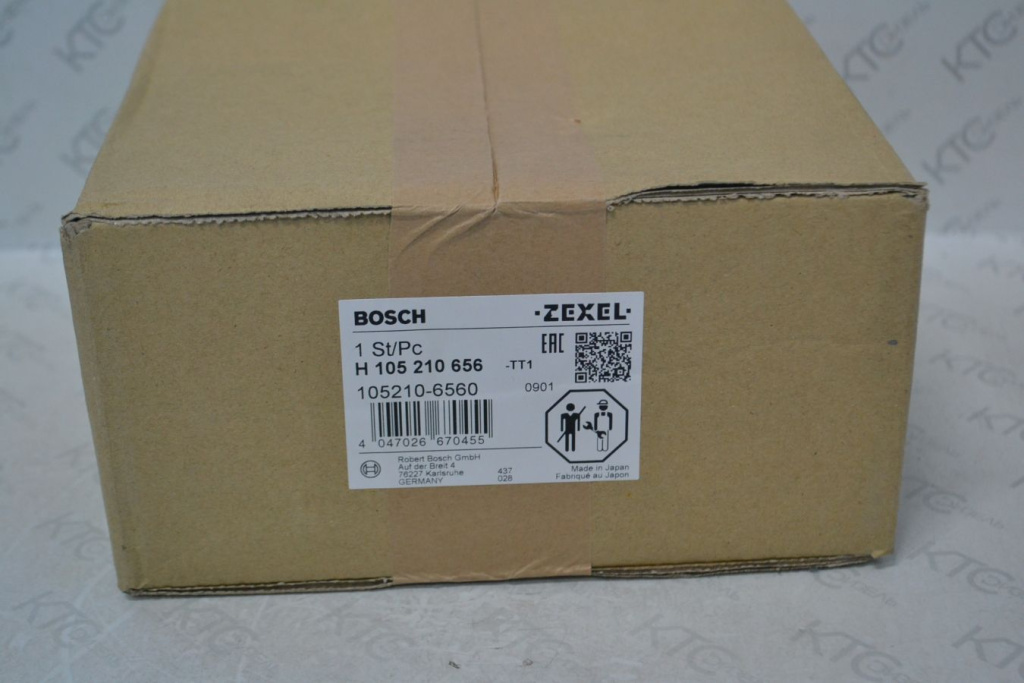 BOSCH
·ZEXEL·
1 St/Pc
EAC
H 105 210 656 -TT1
105210-6560
0901
4 047026 670455
Robert Bosch GmbH
Auf der Breit 4
76227 Karlsruhe
GERMANY
437
028
Made in Japan
Fabriqué au Japon